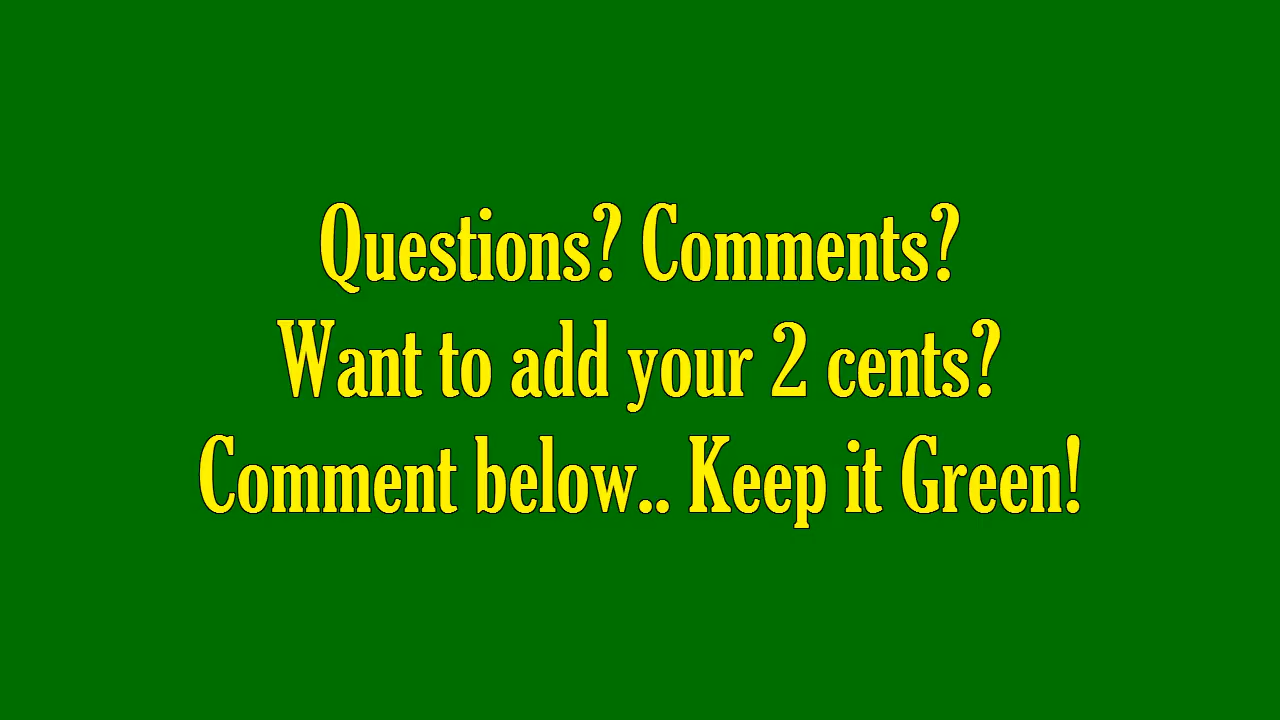 Questions? Comments?
Want to add your 2 cents?
Comment below.. Keep it Green!